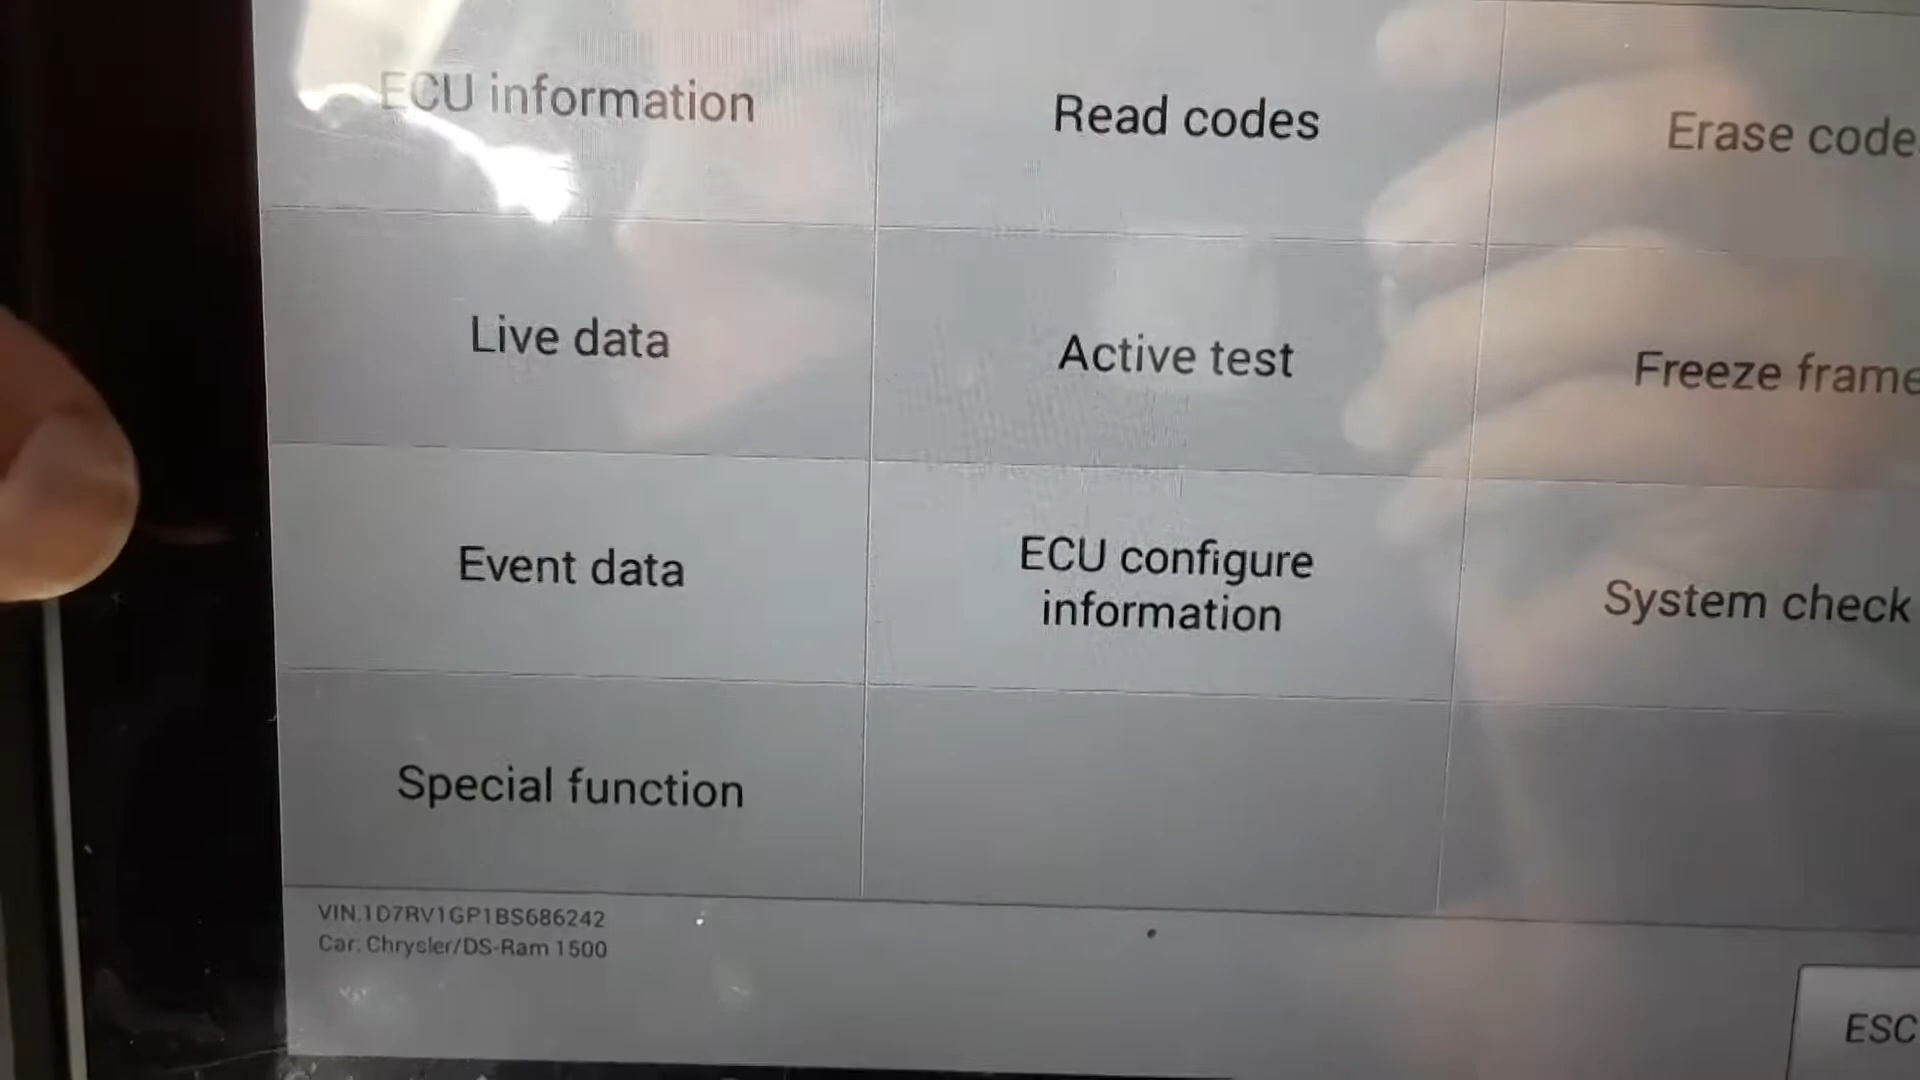 ECU information
Read codes
Erase code
Live data
Active test
Freeze frame
Event data
ECU configure
information
System check
Special function
VIN.1D7RV1GP1BS686242
Car: Chrysler/DS-Ram 1500
ESC